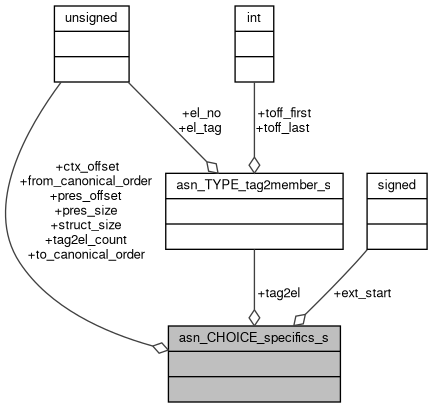 unsigned
int
+el_no
+el_tag
+toff_first
+toff_last
+ctx_offset
+from_canonical_order
+pres_offset
+pres_size
+struct_size
+tag2el_count
+to_canonical_order
asn_TYPE_tag2member_s
signed
+tag2el
+ext_start
asn_CHOICE_specifics_s